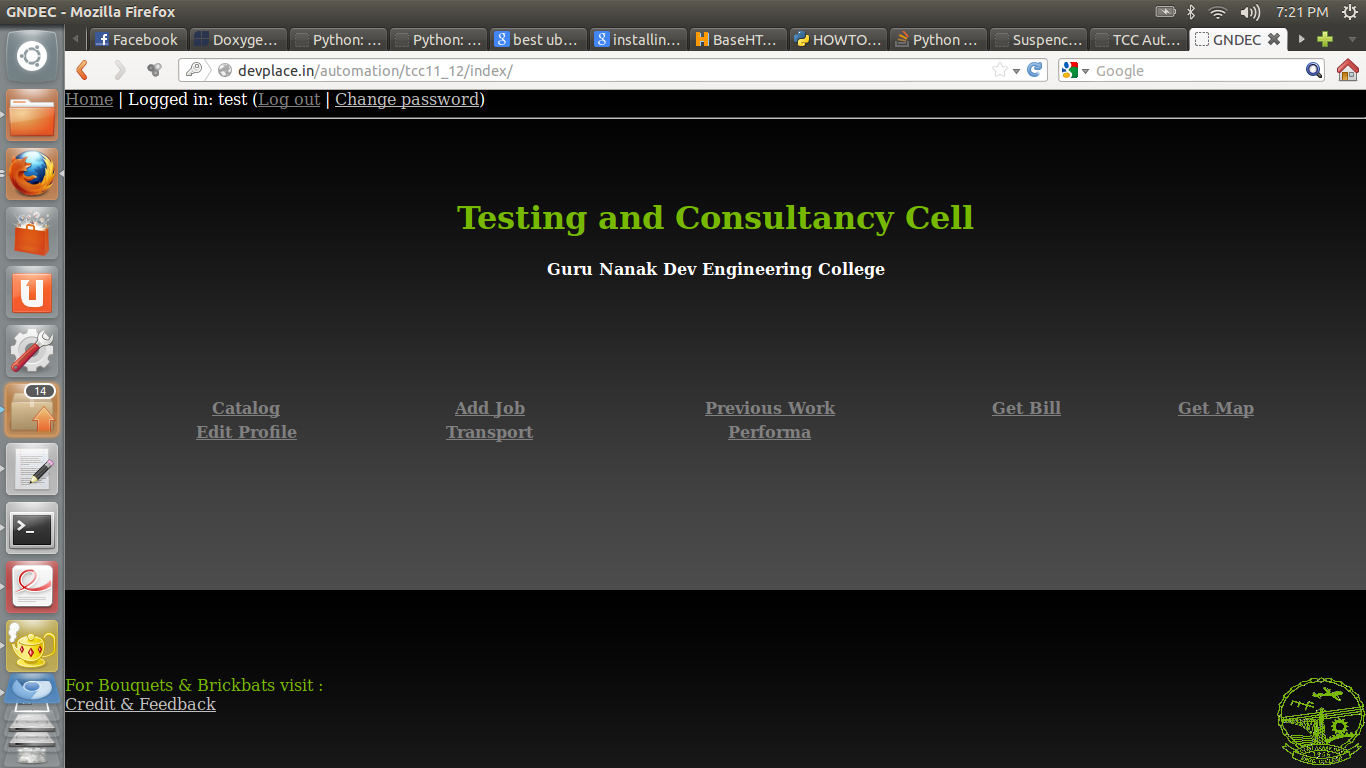 GNDEC - Mozilla Firefox
7:21 PM
Facebook
Doxyge...
Python: ...
Python: ...
best ub...
installin...
BaseHT...
HOWTO...
Python ...
Suspenc...
TCC Aut...
GNDEC
devplace.in/automation/tcc11_12/index/
Google
Home | Logged in: test (Log out | Change password)
Testing and Consultancy Cell
Guru Nanak Dev Engineering College
14
Catalog Add Job Previous Work Get Bill Get Map
Edit Profile Transport Performa
For Bouquets & Brickbats visit :
Credit & Feedback